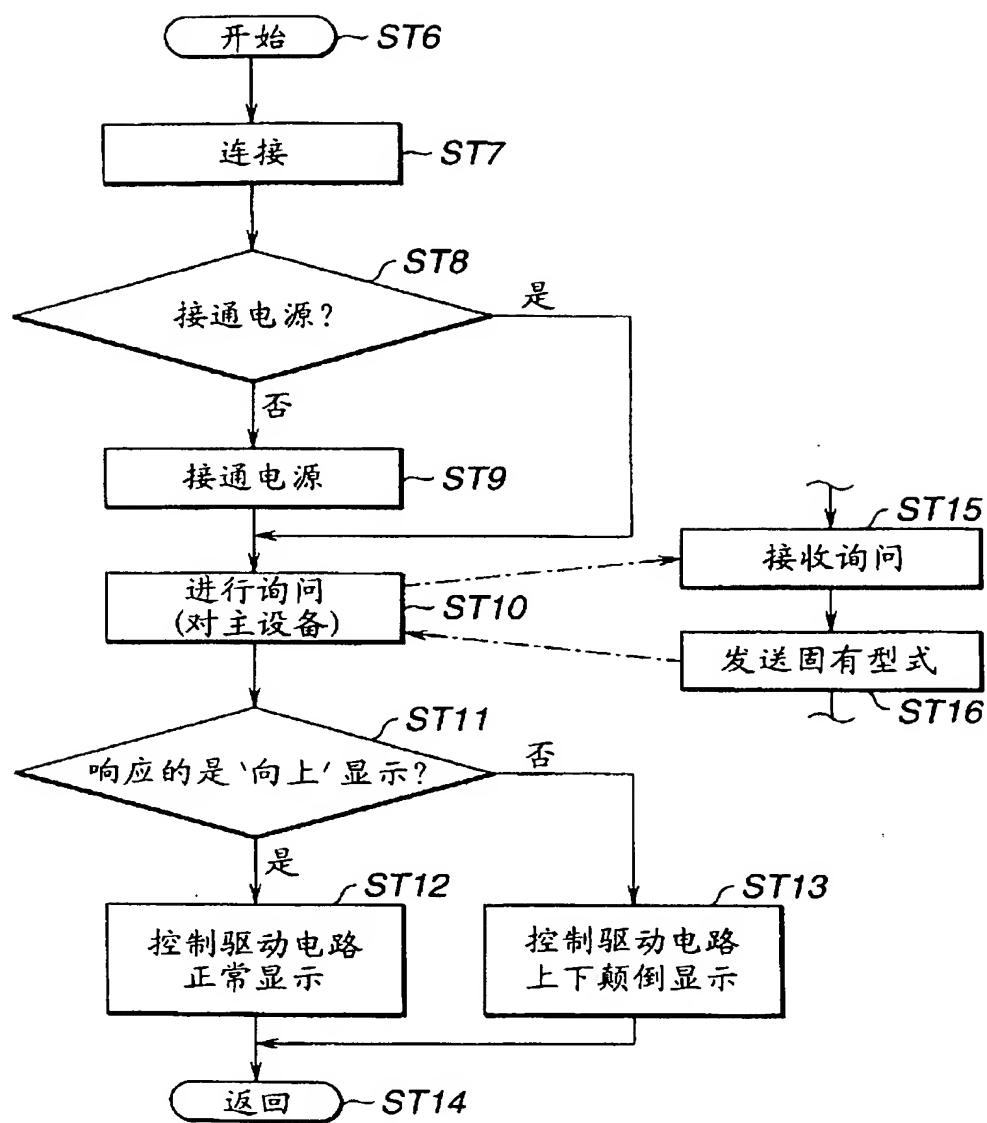 开始
ST6
连接
ST7
ST8
接通电源?
是
否
接通电源
ST9
ST15
接收询问
进行询问
(对主设备)
ST10
发送固有型式
ST16
ST11
响应的是‘向上’显示?
否
是
ST12
控制驱动电路
正常显示
ST13
控制驱动电路
上下颠倒显示
返回
ST14